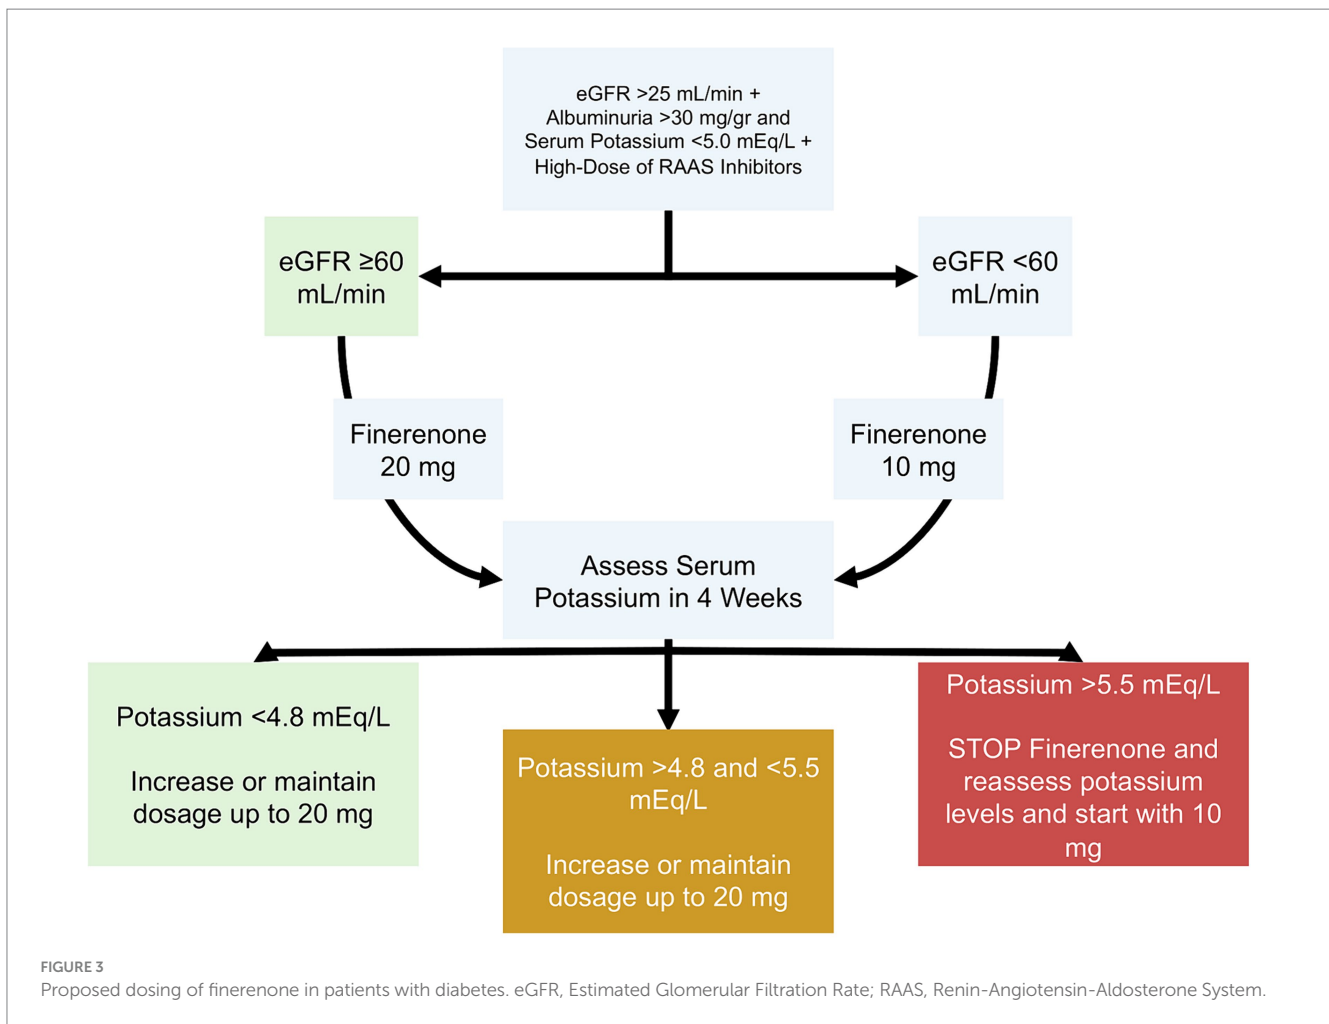 eGFR >25 mL/min +
Albuminuria >30 mg/gr and
Serum Potassium <5.0 mEq/L +
High-Dose of RAAS Inhibitors
eGFR ≥60
mL/min
eGFR <60
mL/min
Finerenone
20 mg
Finerenone
10 mg
Assess Serum
Potassium in 4 Weeks
Potassium <4.8 mEq/L
Increase or maintain
dosage up to 20 mg
Potassium >4.8 and <5.5
mEq/L
Increase or maintain
dosage up to 20 mg
Potassium >5.5 mEq/L
STOP Finerenone and
reassess potassium
levels and start with 10
mg
FIGURE 3
Proposed dosing of finerenone in patients with diabetes. eGFR, Estimated Glomerular Filtration Rate; RAAS, Renin-Angiotensin-Aldosterone System.